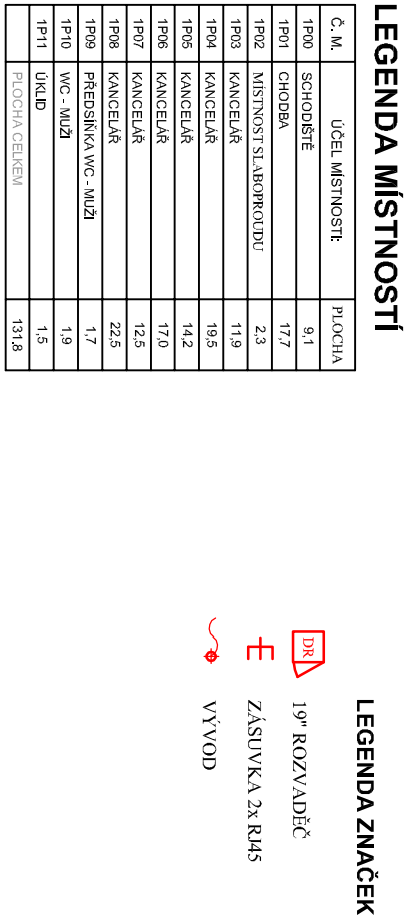 LEGENDA MÍSTNOSTÍ
Č. M. ÚČEL MÍSTNOSTI: PLOCHA
1P00 SCHODIŠTĚ 9,1
1P01 CHODBA 17,7
1P02 MÍSTNOST SLABOPROUDU 2,3
1P03 KANCELÁŘ 11,9
1P04 KANCELÁŘ 19,5
1P05 KANCELÁŘ 14,2
1P06 KANCELÁŘ 17,0
1P07 KANCELÁŘ 12,5
1P08 KANCELÁŘ 22,5
1P09 PŘEDSÍŇKA WC - MUŽI 1,7
1P10 WC - MUŽI 1,9
1P11 ÚKLID 1,5
PLOCHA CELKEM 131,8
LEGENDA ZNAČEK
DR 19" ROZVADĚČ
ZÁSUVKA 2x RJ45
VÝVOD